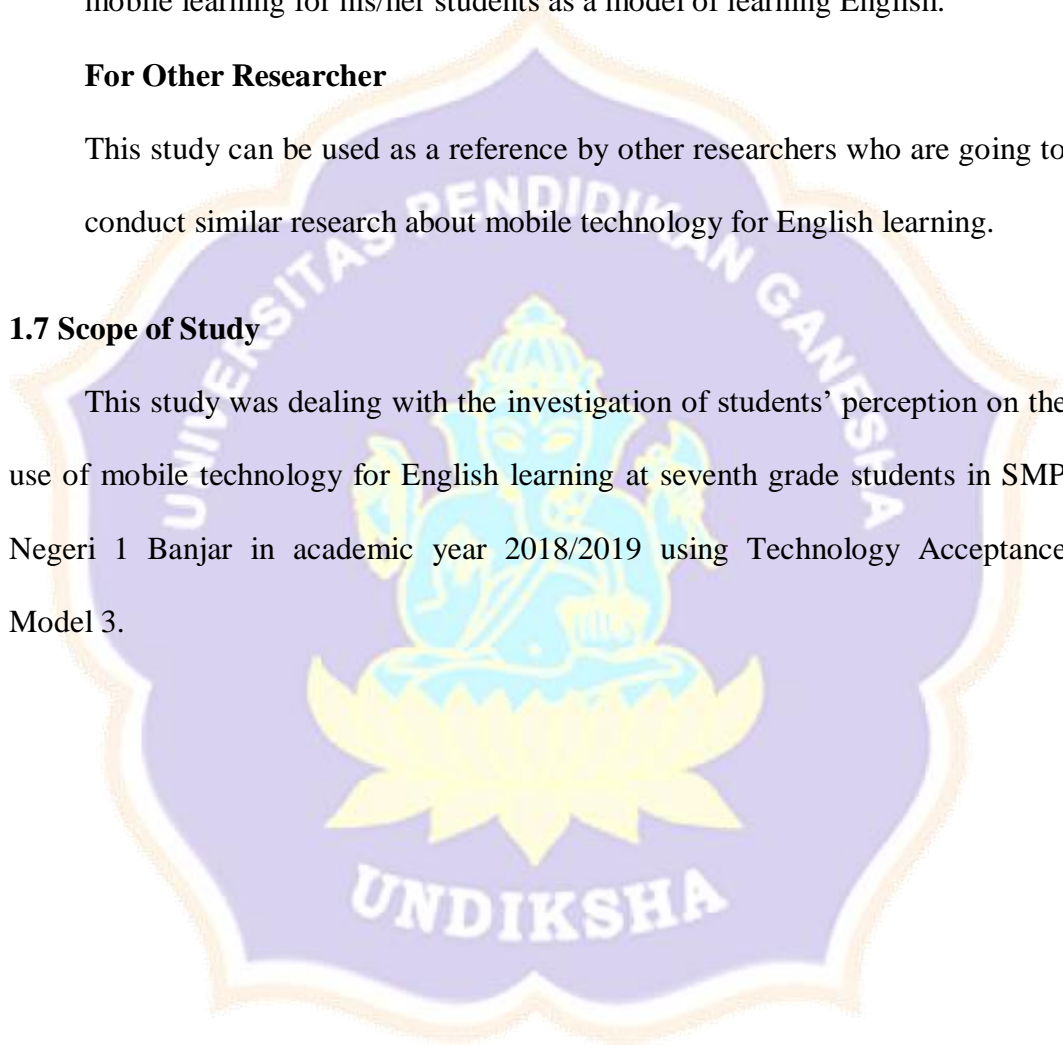 mobile learning for his/her students as a model of learning English.
For Other Researcher
This study can be used as a reference by other researchers who are going to
conduct similar research about mobile technology for English learning.
1.7 Scope of Study
This study was dealing with the investigation of students’ perception on the
use of mobile technology for English learning at seventh grade students in SMP
Negeri 1 Banjar in academic year 2018/2019 using Technology Acceptance
Model 3.
UNIVERSITAS PENDIDIKAN GANESHA
UNDIKSHA